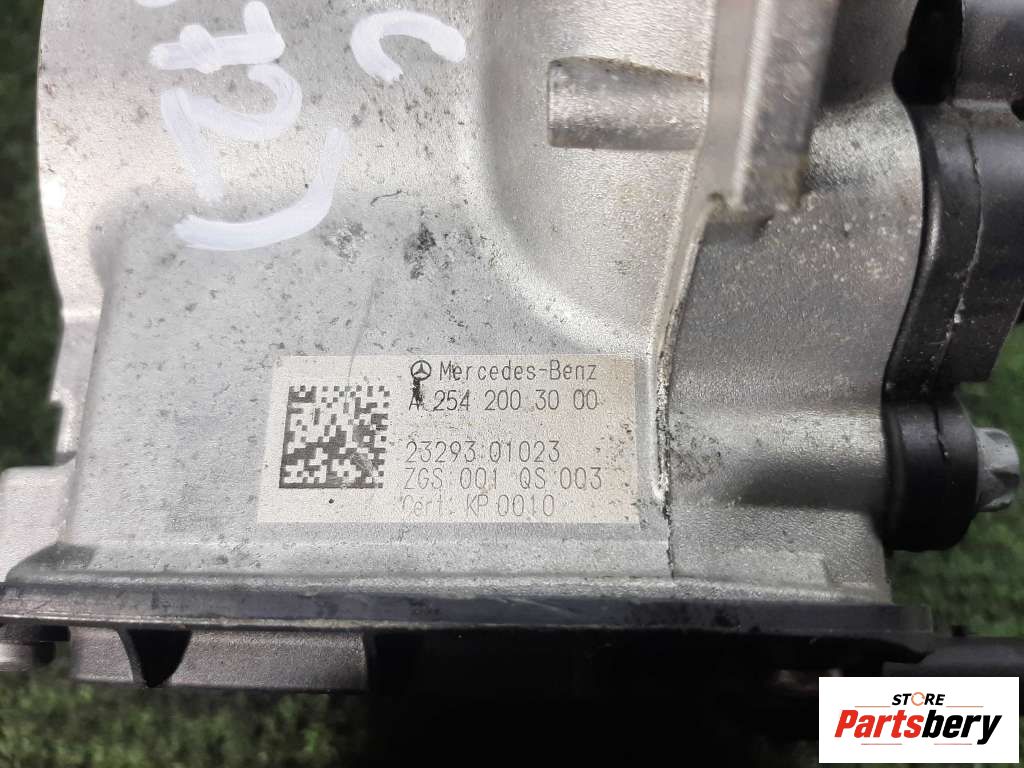 C
Mercedes-Benz
A 254 200 30 00
23293 01023
ZGS 001 QS 003
Cert: KP 0010
STORE
Partsbery